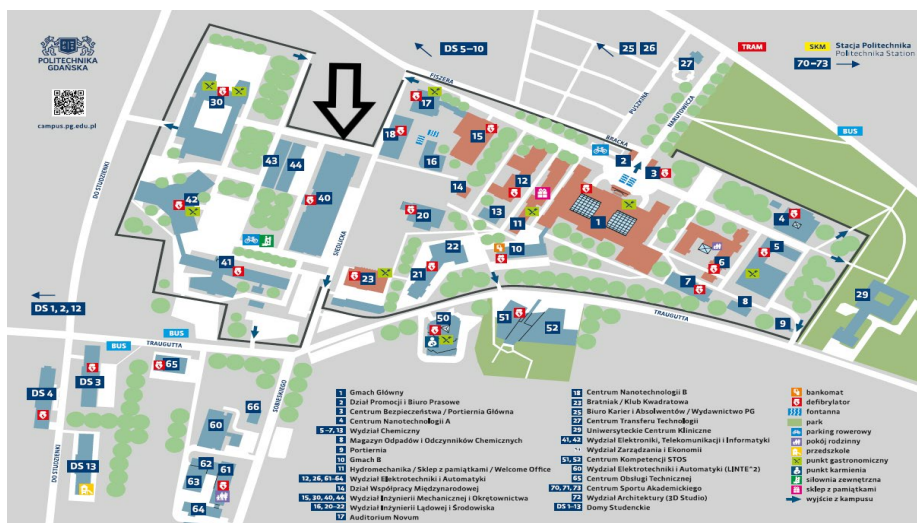 POLITECHNIKA
GDAŃSKA
campus.pg.edu.pl
DS 5-10
25 26
TRAM
SKM Stacja Politechnika
Politechnika Station
70-73
BUS
FISZERA
PUSZKINA
NARUTOWICZA
BRACKA
DO STUDZIENKI
SIEDLICKA
TRAUGUTTA
SOBIESKIEGO
27
30
17
18
16
15
2
3
43
44
40
14
12
13
11
1
42
20
22
10
4
5
6
41
23
21
7
8
29
9
DS 1, 2, 12
50
51
52
BUS
BUS
TRAUGUTTA
DS 4
DS 3
65
66
60
DO STUDZIENKI
DS 13
62
61
63
64
1 Gmach Główny
2 Dział Promocji i Biuro Prasowe
3 Centrum Bezpieczeństwa / Portiernia Główna
4 Centrum Nanotechnologii A
5-7, 13 Wydział Chemiczny
8 Magazyn Odpadów i Odczynników Chemicznych
9 Portiernia
10 Gmach B
11 Hydromechanika / Sklep z pamiątkami / Welcome Office
12, 26, 61-64 Wydział Elektrotechniki i Automatyki
14 Dział Współpracy Międzynarodowej
15, 30, 40, 44 Wydział Inżynierii Mechanicznej i Okrętownictwa
16, 20-22 Wydział Inżynierii Lądowej i Środowiska
17 Auditorium Novum
18 Centrum Nanotechnologii B
23 Bratniak / Klub Kwadratowa
25 Biuro Karier i Absolwentów / Wydawnictwo PG
27 Centrum Transferu Technologii
29 Uniwersyteckie Centrum Kliniczne
41, 42 Wydział Elektroniki, Telekomunikacji i Informatyki
Wydział Zarządzania i Ekonomii
51, 53 Centrum Kompetencji STOS
60 Wydział Elektrotechniki i Automatyki (LINTE^2)
65 Centrum Obsługi Technicznej
70, 71, 73 Centrum Sportu Akademickiego
72 Wydział Architektury (3D Studio)
DS 1-13 Domy Studenckie
bankomat
defibrylator
fontanna
park
parking rowerowy
pokój rodzinny
przedszkole
punkt gastronomiczny
punkt karmienia
siłownia zewnętrzna
sklep z pamiątkami
wyjście z kampusu